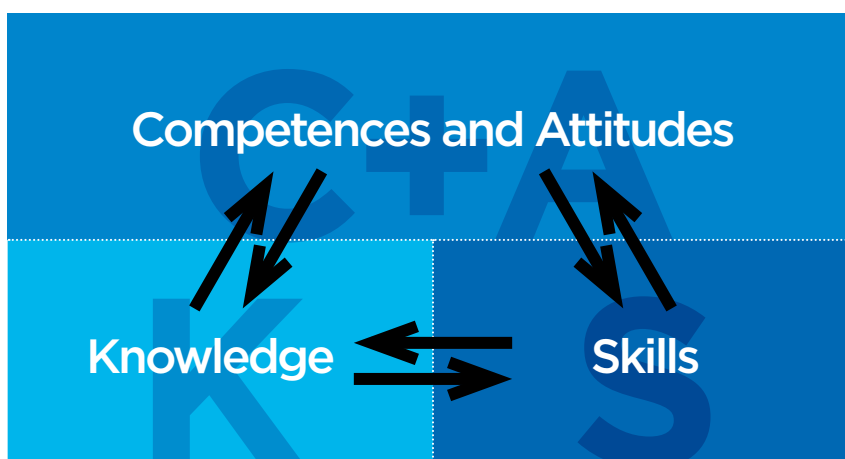 C+A
Competences and Attitudes
K
Knowledge
S
Skills